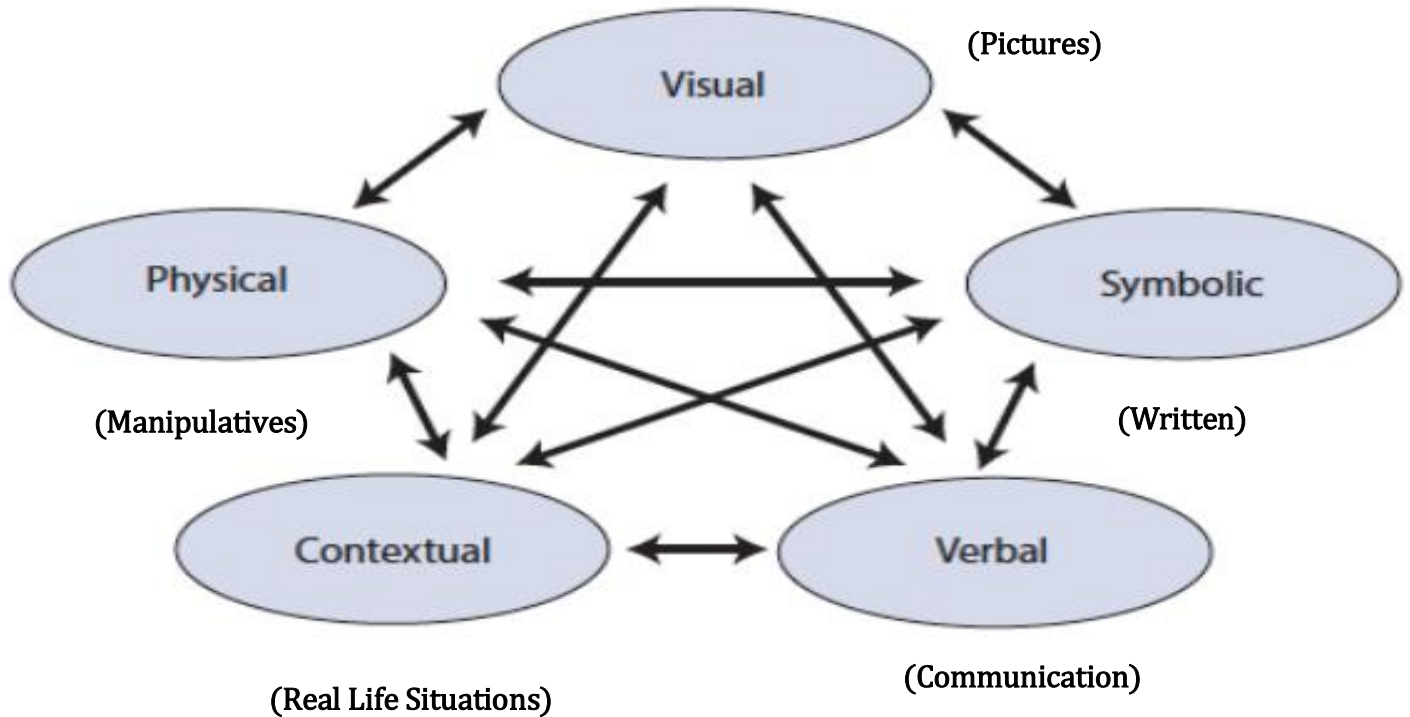 Visual
(Pictures)
Physical
Symbolic
(Manipulatives)
(Written)
Contextual
Verbal
(Real Life Situations)
(Communication)